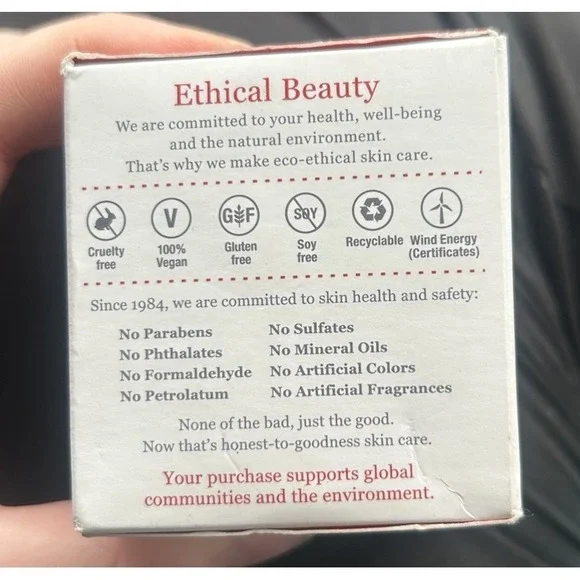 Ethical Beauty
We are committed to your health, well-being
and the natural environment.
That's why we make eco-ethical skin care.
V
GF
SOY
Cruelty
free
100%
Vegan
Gluten
free
Soy
free
Recyclable
Wind Energy
(Certificates)
Since 1984, we are committed to skin health and safety:
No Parabens
No Phthalates
No Formaldehyde
No Petrolatum
No Sulfates
No Mineral Oils
No Artificial Colors
No Artificial Fragrances
None of the bad, just the good.
Now that's honest-to-goodness skin care.
Your purchase supports global
communities and the environment.